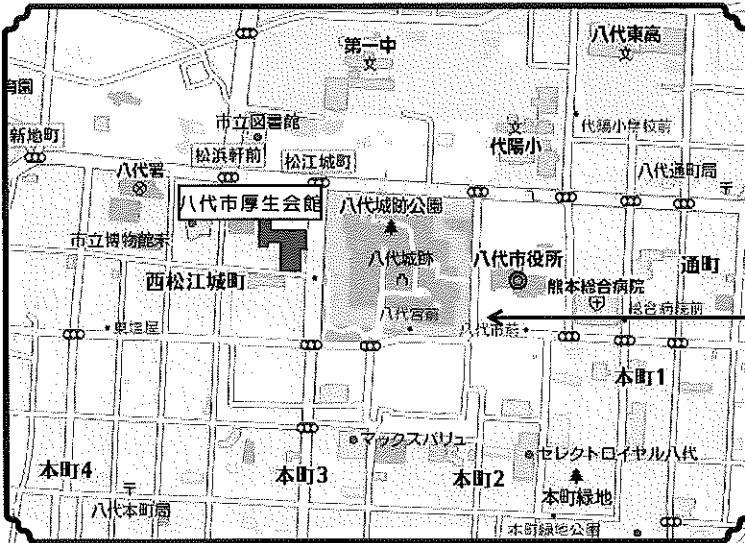 第一中
八代東高
育園
市立図書館
代陽小
代陽小学校前
新地町
松浜軒前
松江城町
八代署
八代通町局
八代市厚生会館
八代城跡公園
市立博物館未
八代城跡
八代市役所
通町
西松江城町
熊本総合病院
総合病院前
八代宮前
八代市
本町1
マックスバリュ
セレクトロイヤル八代
本町4
本町3
本町2
本町緑地
八代本町局
本町緑地公園